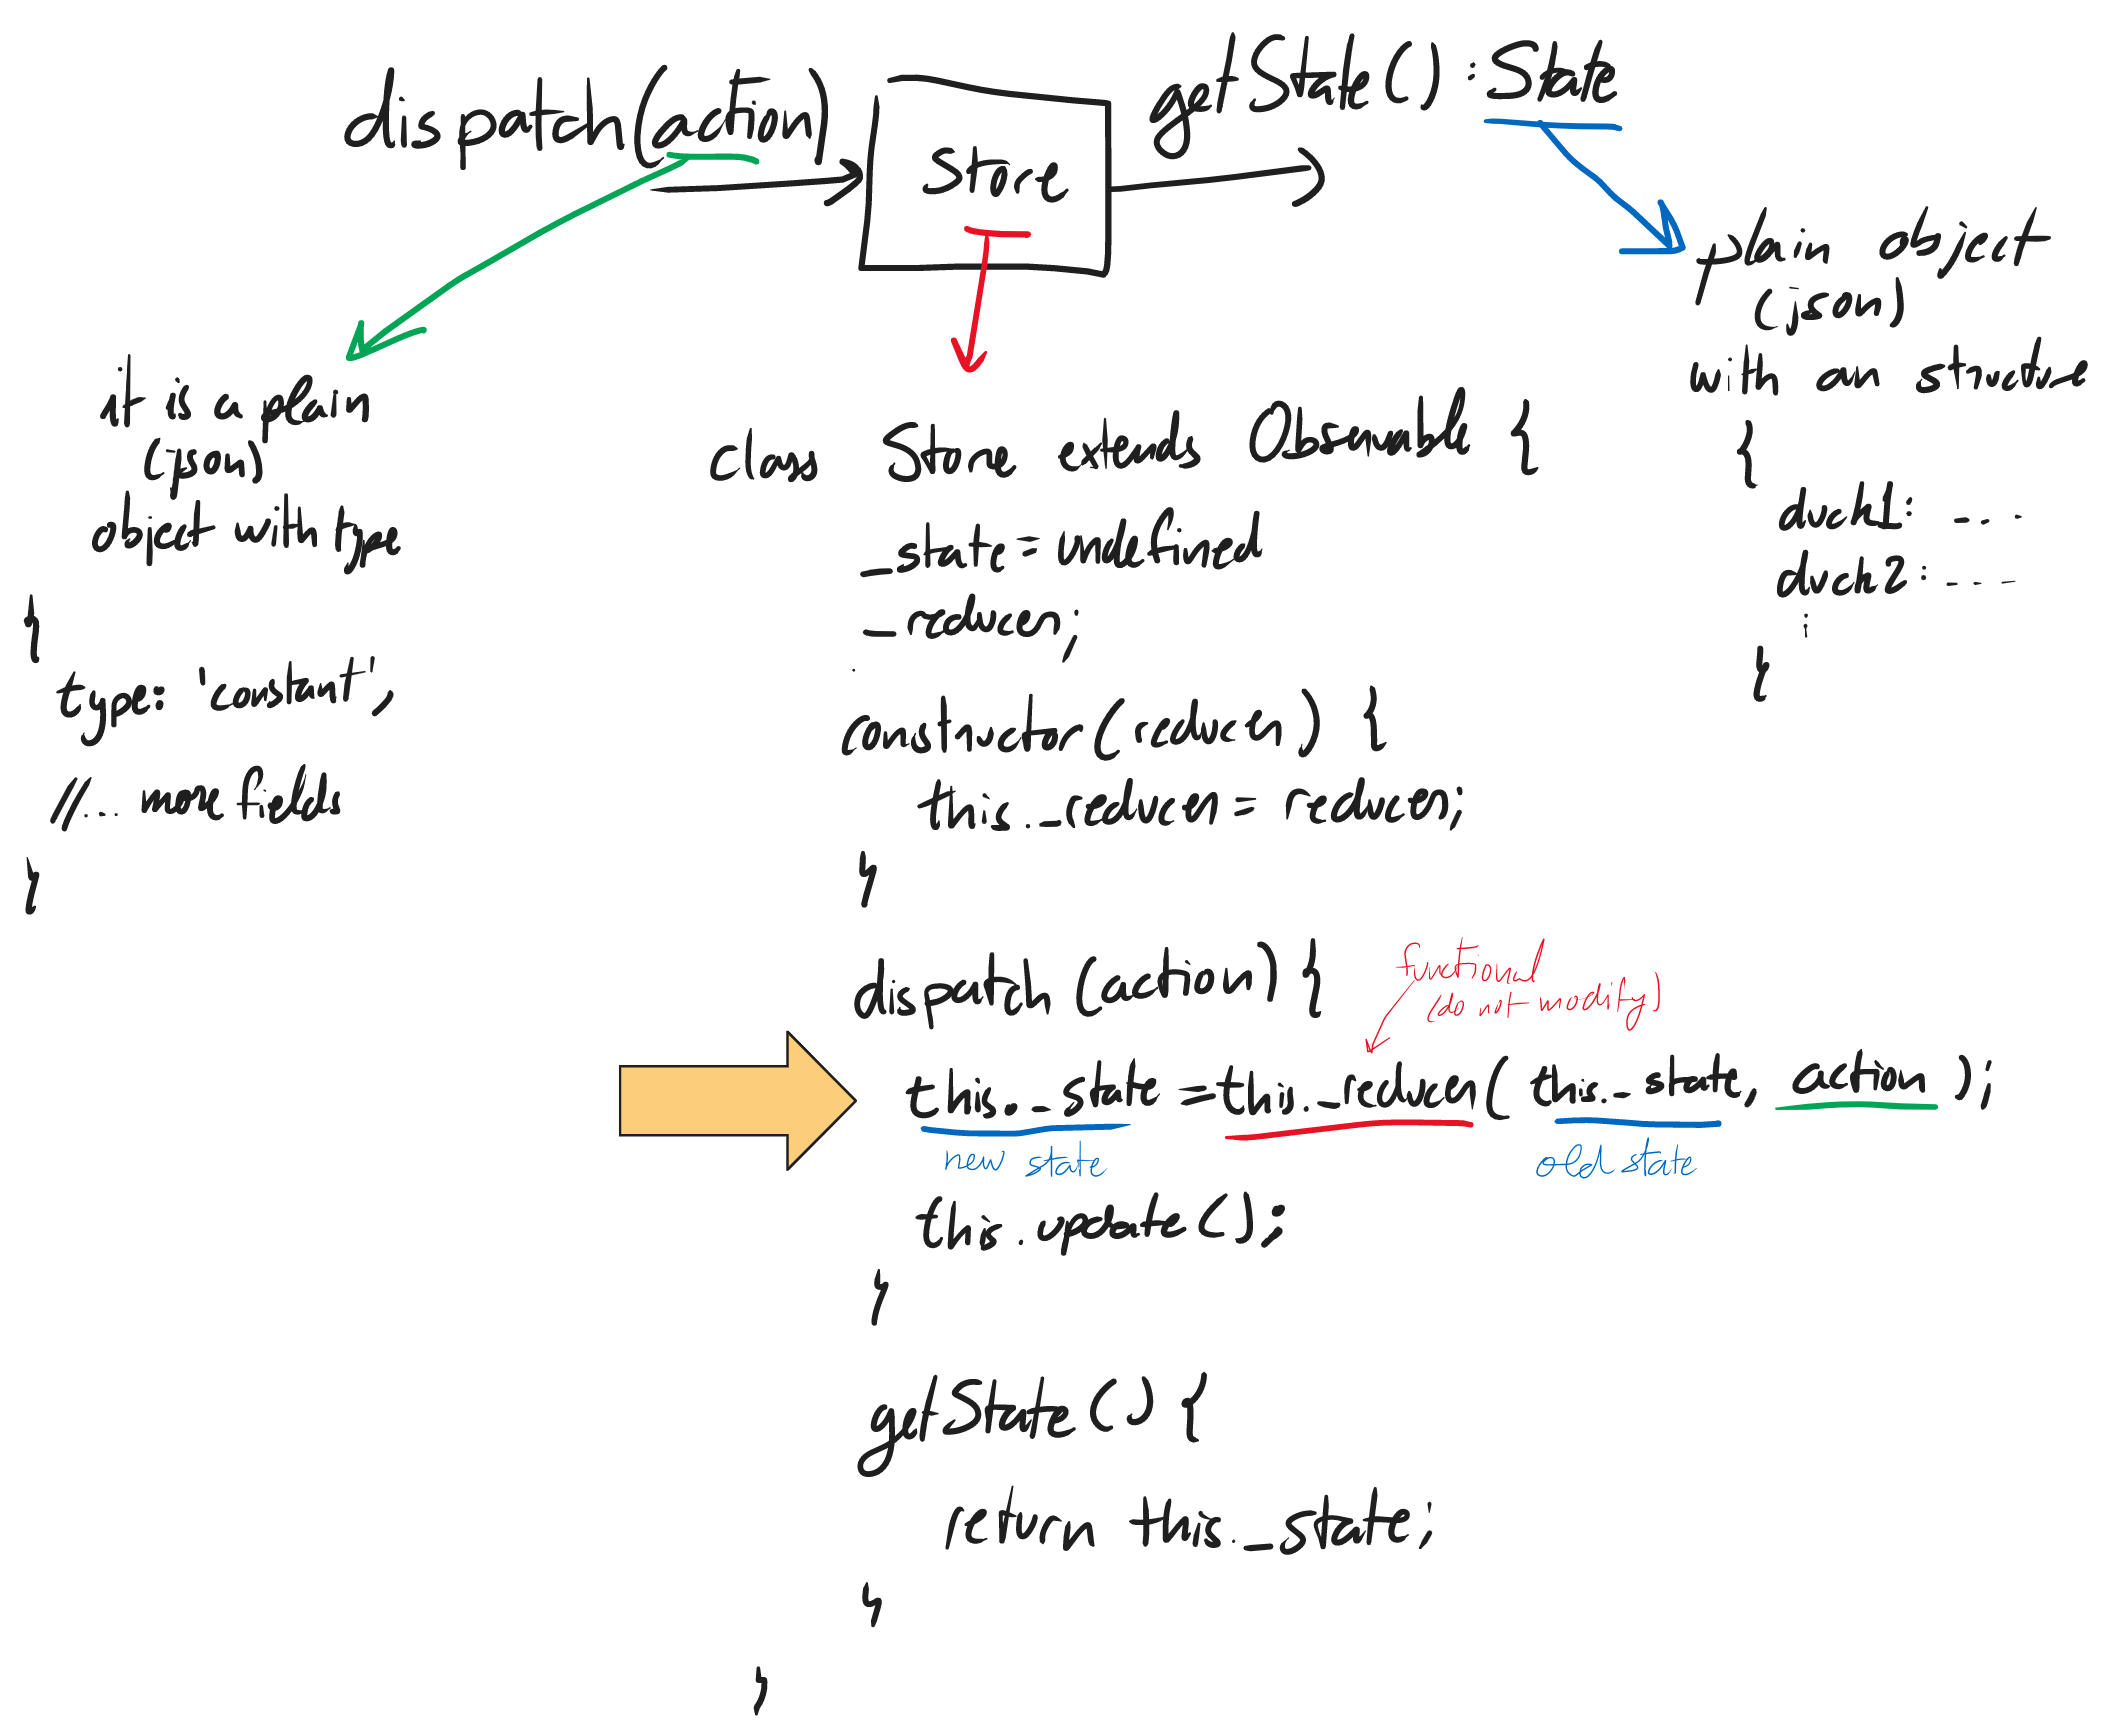 dispatch(action)
Store
getState() : State
it is a plain
(json)
object with type
{
type: 'constant',
//... more fields
}
class Store extends Observable {
_state = undefined
_reducer;
constructor(reducer) {
this._reducer = reducer;
}
dispatch (action) {
functional
(do not modify)
this._state = this._reducer( this._state, action );
new state
old state
this.update();
}
getState() {
return this._state;
}
}
plain object
(json)
with an structure
{
duck1: ...
duck2: ...
:
}